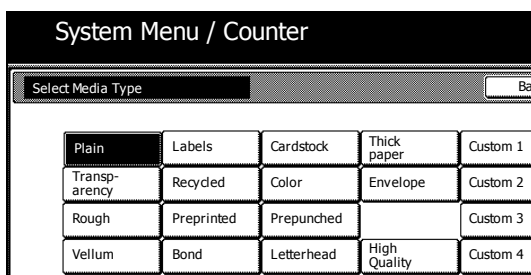 System Menu / Counter
Select Media Type
Plain
Labels
Cardstock
Thick
paper
Custom 1
Transp-
arency
Recycled
Color
Envelope
Custom 2
Rough
Preprinted
Prepunched
Custom 3
Vellum
Bond
Letterhead
High
Quality
Custom 4